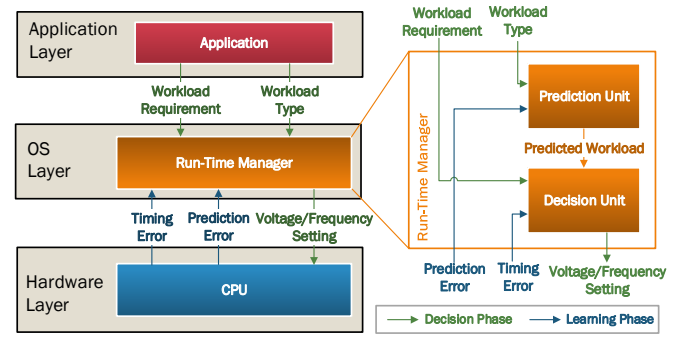 Application
Layer
Application
Workload
Requirement
Workload
Type
OS
Layer
Run-Time Manager
Timing
Error
Prediction
Error
Voltage/Frequency
Setting
Hardware
Layer
CPU
Workload
Requirement
Workload
Type
Run-Time Manager
Prediction Unit
Predicted Workload
Decision Unit
Prediction
Error
Timing
Error
Voltage/Frequency
Setting
Decision Phase
Learning Phase